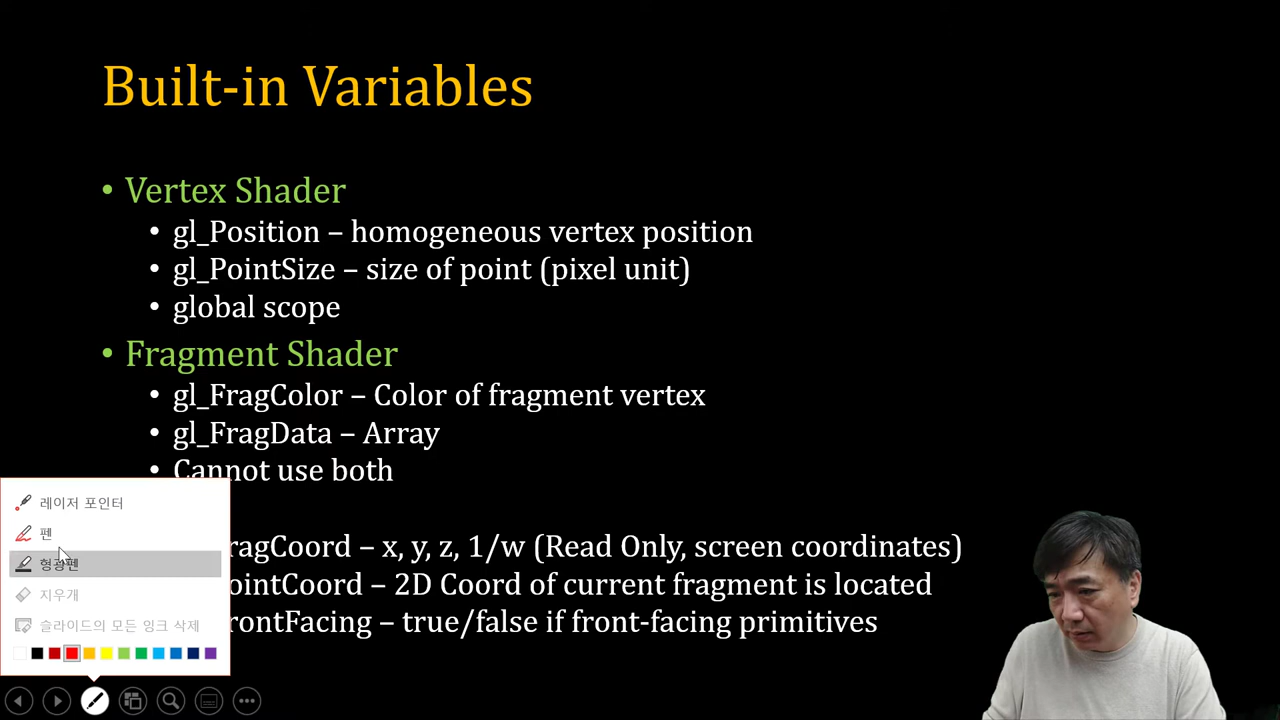 Built-in Variables
• Vertex Shader
• gl_Position – homogeneous vertex position
• gl_PointSize – size of point (pixel unit)
• global scope
• Fragment Shader
• gl_FragColor – Color of fragment vertex
• gl_FragData – Array
• Cannot use both
ragCoord – x, y, z, 1/w (Read Only, screen coordinates)
ointCoord – 2D Coord of current fragment is located
rontFacing – true/false if front-facing primitives
레이저 포인터
펜
형광펜
지우개
슬라이드의 모든 잉크 삭제